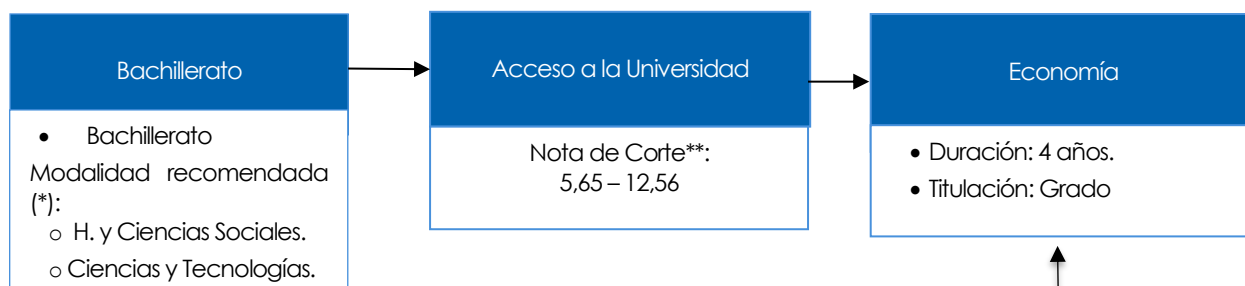 Bachillerato
• Bachillerato
Modalidad recomendada
(*):
o H. y Ciencias Sociales.
o Ciencias y Tecnologías.
Acceso a la Universidad
Nota de Corte**:
5,65 – 12,56
Economía
• Duración: 4 años.
• Titulación: Grado